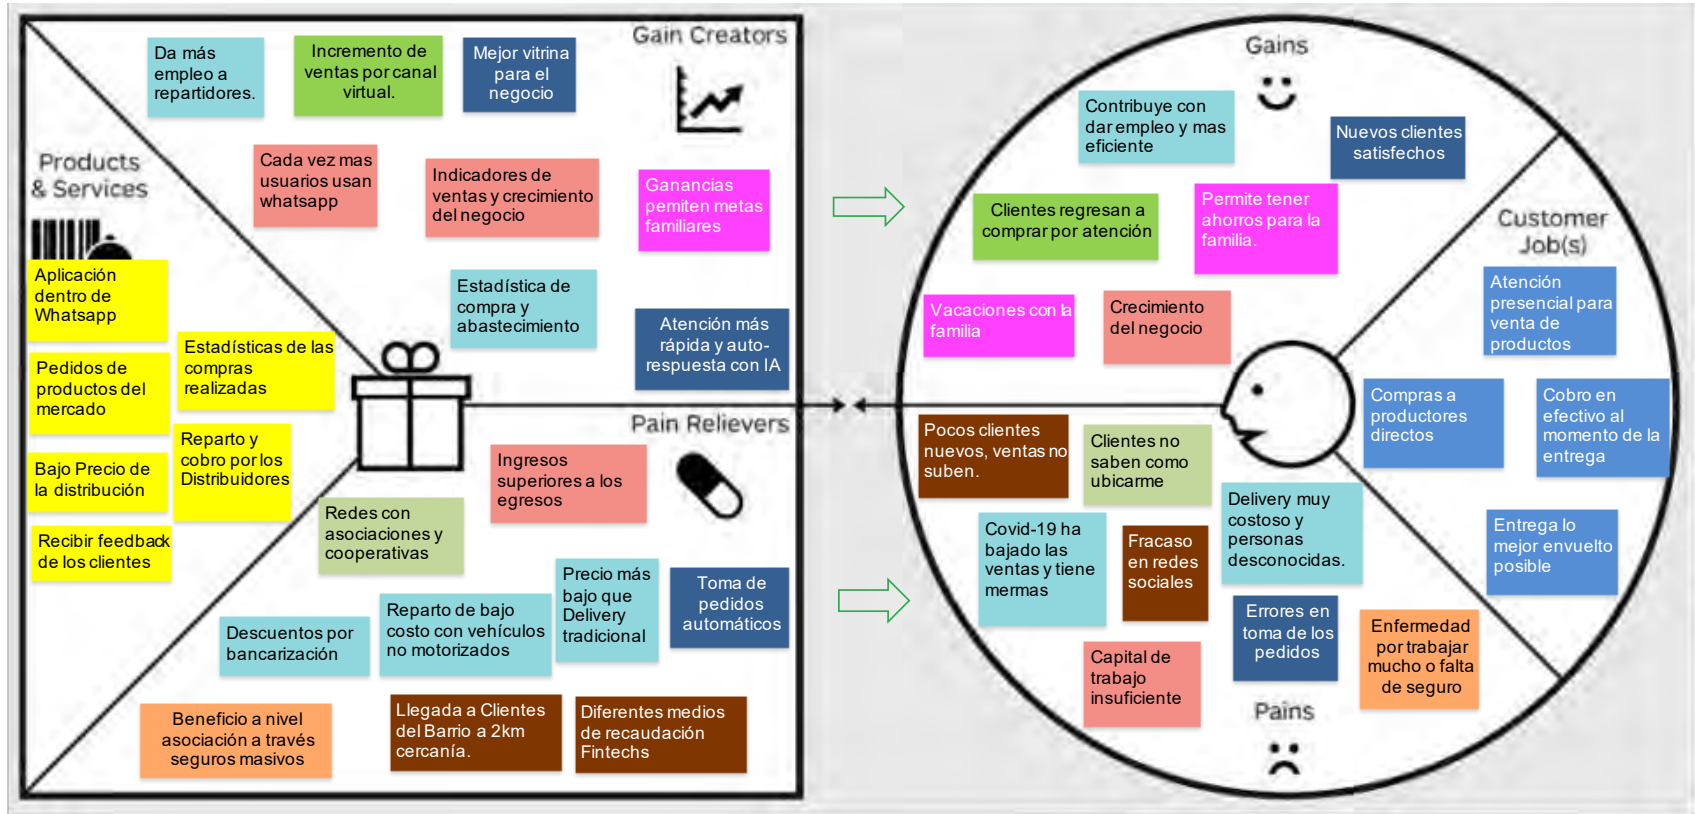 Gain Creators
Da más
empleo a
repartidores.
Incremento de
ventas por canal
virtual.
Mejor vitrina
para el
negocio
Cada vez mas
usuarios usan
whatsapp
Indicadores de
ventas y crecimiento
del negocio
Ganancias
pemiten metas
familiares
Estadística de
compra y
abastecimiento
Atención más
rápida y auto-
respuesta con IA
Products
& Services
Aplicación
dentro de
Whatsapp
Estadísticas de las
compras
realizadas
Pedidos de
productos del
mercado
Reparto y
cobro por los
Distribuidores
Bajo Precio de
la distribución
Recibir feedback
de los clientes
Pain Relievers
Ingresos
superiores a los
egresos
Redes con
asociaciones y
cooperativas
Precio más
bajo que
Delivery
tradicional
Toma de
pedidos
automáticos
Reparto de bajo
costo con vehículos
no motorizados
Descuentos por
bancarización
Beneficio a nivel
asociación a través
seguros masivos
Llegada a Clientes
del Barrio a 2km
cercanía.
Diferentes medios
de recaudación
Fintechs
Gains
Contribuye con
dar empleo y mas
eficiente
Nuevos clientes
satisfechos
Clientes regresan a
comprar por atención
Permite tener
ahorros para la
familia.
Vacaciones con la
familia
Crecimiento
del negocio
Customer
Job(s)
Atención
presencial para
venta de
productos
Compras a
productores
directos
Cobro en
efectivo al
momento de la
entrega
Entrega lo
mejor envuelto
posible
Pocos clientes
nuevos, ventas no
suben.
Clientes no
saben como
ubicarme
Delivery muy
costoso y
personas
desconocidas.
Covid-19 ha
bajado las
ventas y tiene
mermas
Fracaso
en redes
sociales
Errores en
toma de los
pedidos
Enfermedad
por trabajar
mucho o falta
de seguro
Capital de
trabajo
insuficiente
Pains